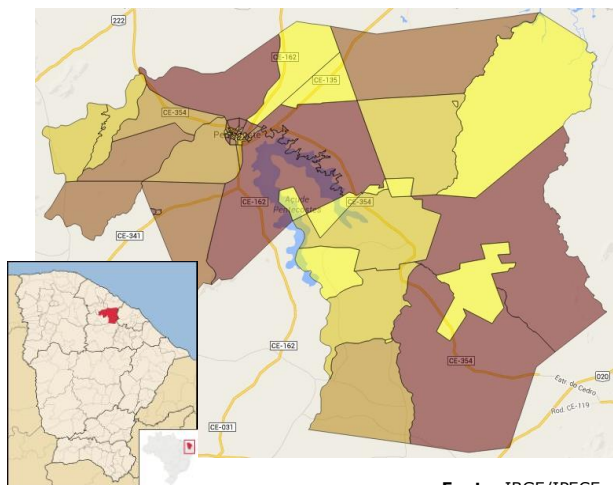 222
CE-162
CE-135
CE-354
Pe
CE-162
Açude
Pentecoste
CE-354
CE-341
CE-162
CE-354
020
Estr. do Cedro
Rod. CE-119
CE-031
IBGE/IPECE